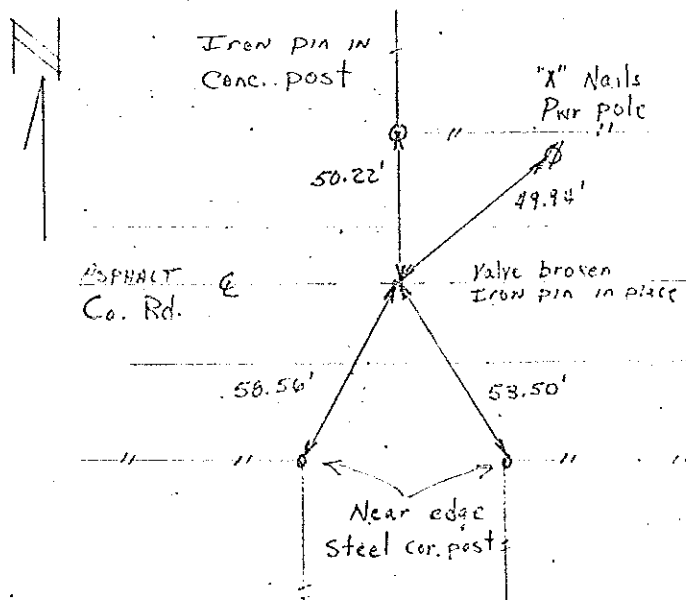 N
Iron pin in
Conc. post
"X" Nails
Pwr pole
50.22'
49.94'
ASPHALT ℄
Co. Rd.
Valve broken
Iron pin in place
58.56'
53.50'
Near edge
Steel cor. post